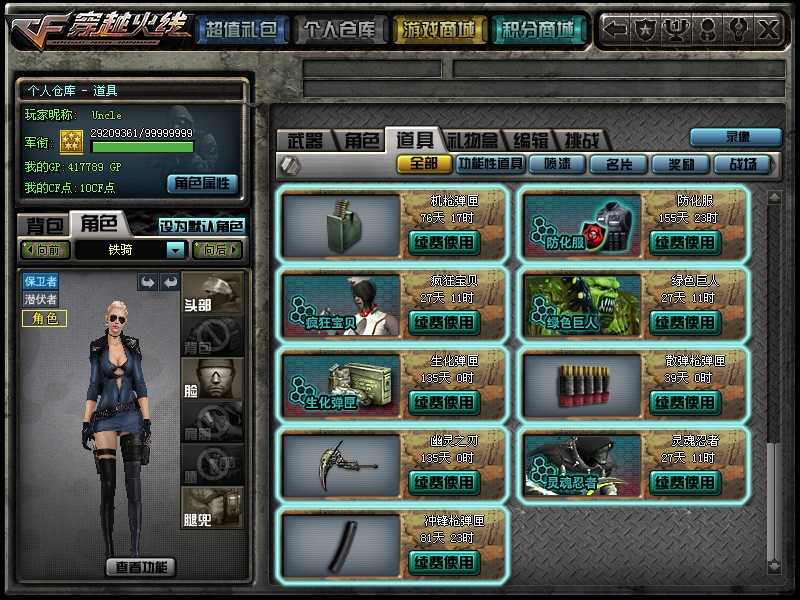 CF 穿越火线
超值礼包
个人仓库
游戏商城
积分商城
个人仓库 - 道具
玩家昵称: Uncle
军衔:
29209361/99999999
我的GP:417789 GP
我的CF点:10CF点
角色属性
背包
角色
设为默认角色
向前
铁骑
向后
保卫者
潜伏者
角色
头部
背包
脸
腿兜
查看功能
武器
角色
道具
礼物盒
编辑
挑战
录像
全部
功能性道具
喷漆
名片
奖励
战场
机枪弹匣
76天 17时
续费使用
防化服
防化服
155天 23时
续费使用
疯狂宝贝
疯狂宝贝
27天 11时
续费使用
绿色巨人
绿色巨人
27天 11时
续费使用
生化弹匣
生化弹匣
135天 0时
续费使用
散弹枪弹匣
39天 0时
续费使用
幽灵之刃
135天 0时
续费使用
灵魂忍者
灵魂忍者
27天 11时
续费使用
冲锋枪弹匣
81天 23时
续费使用